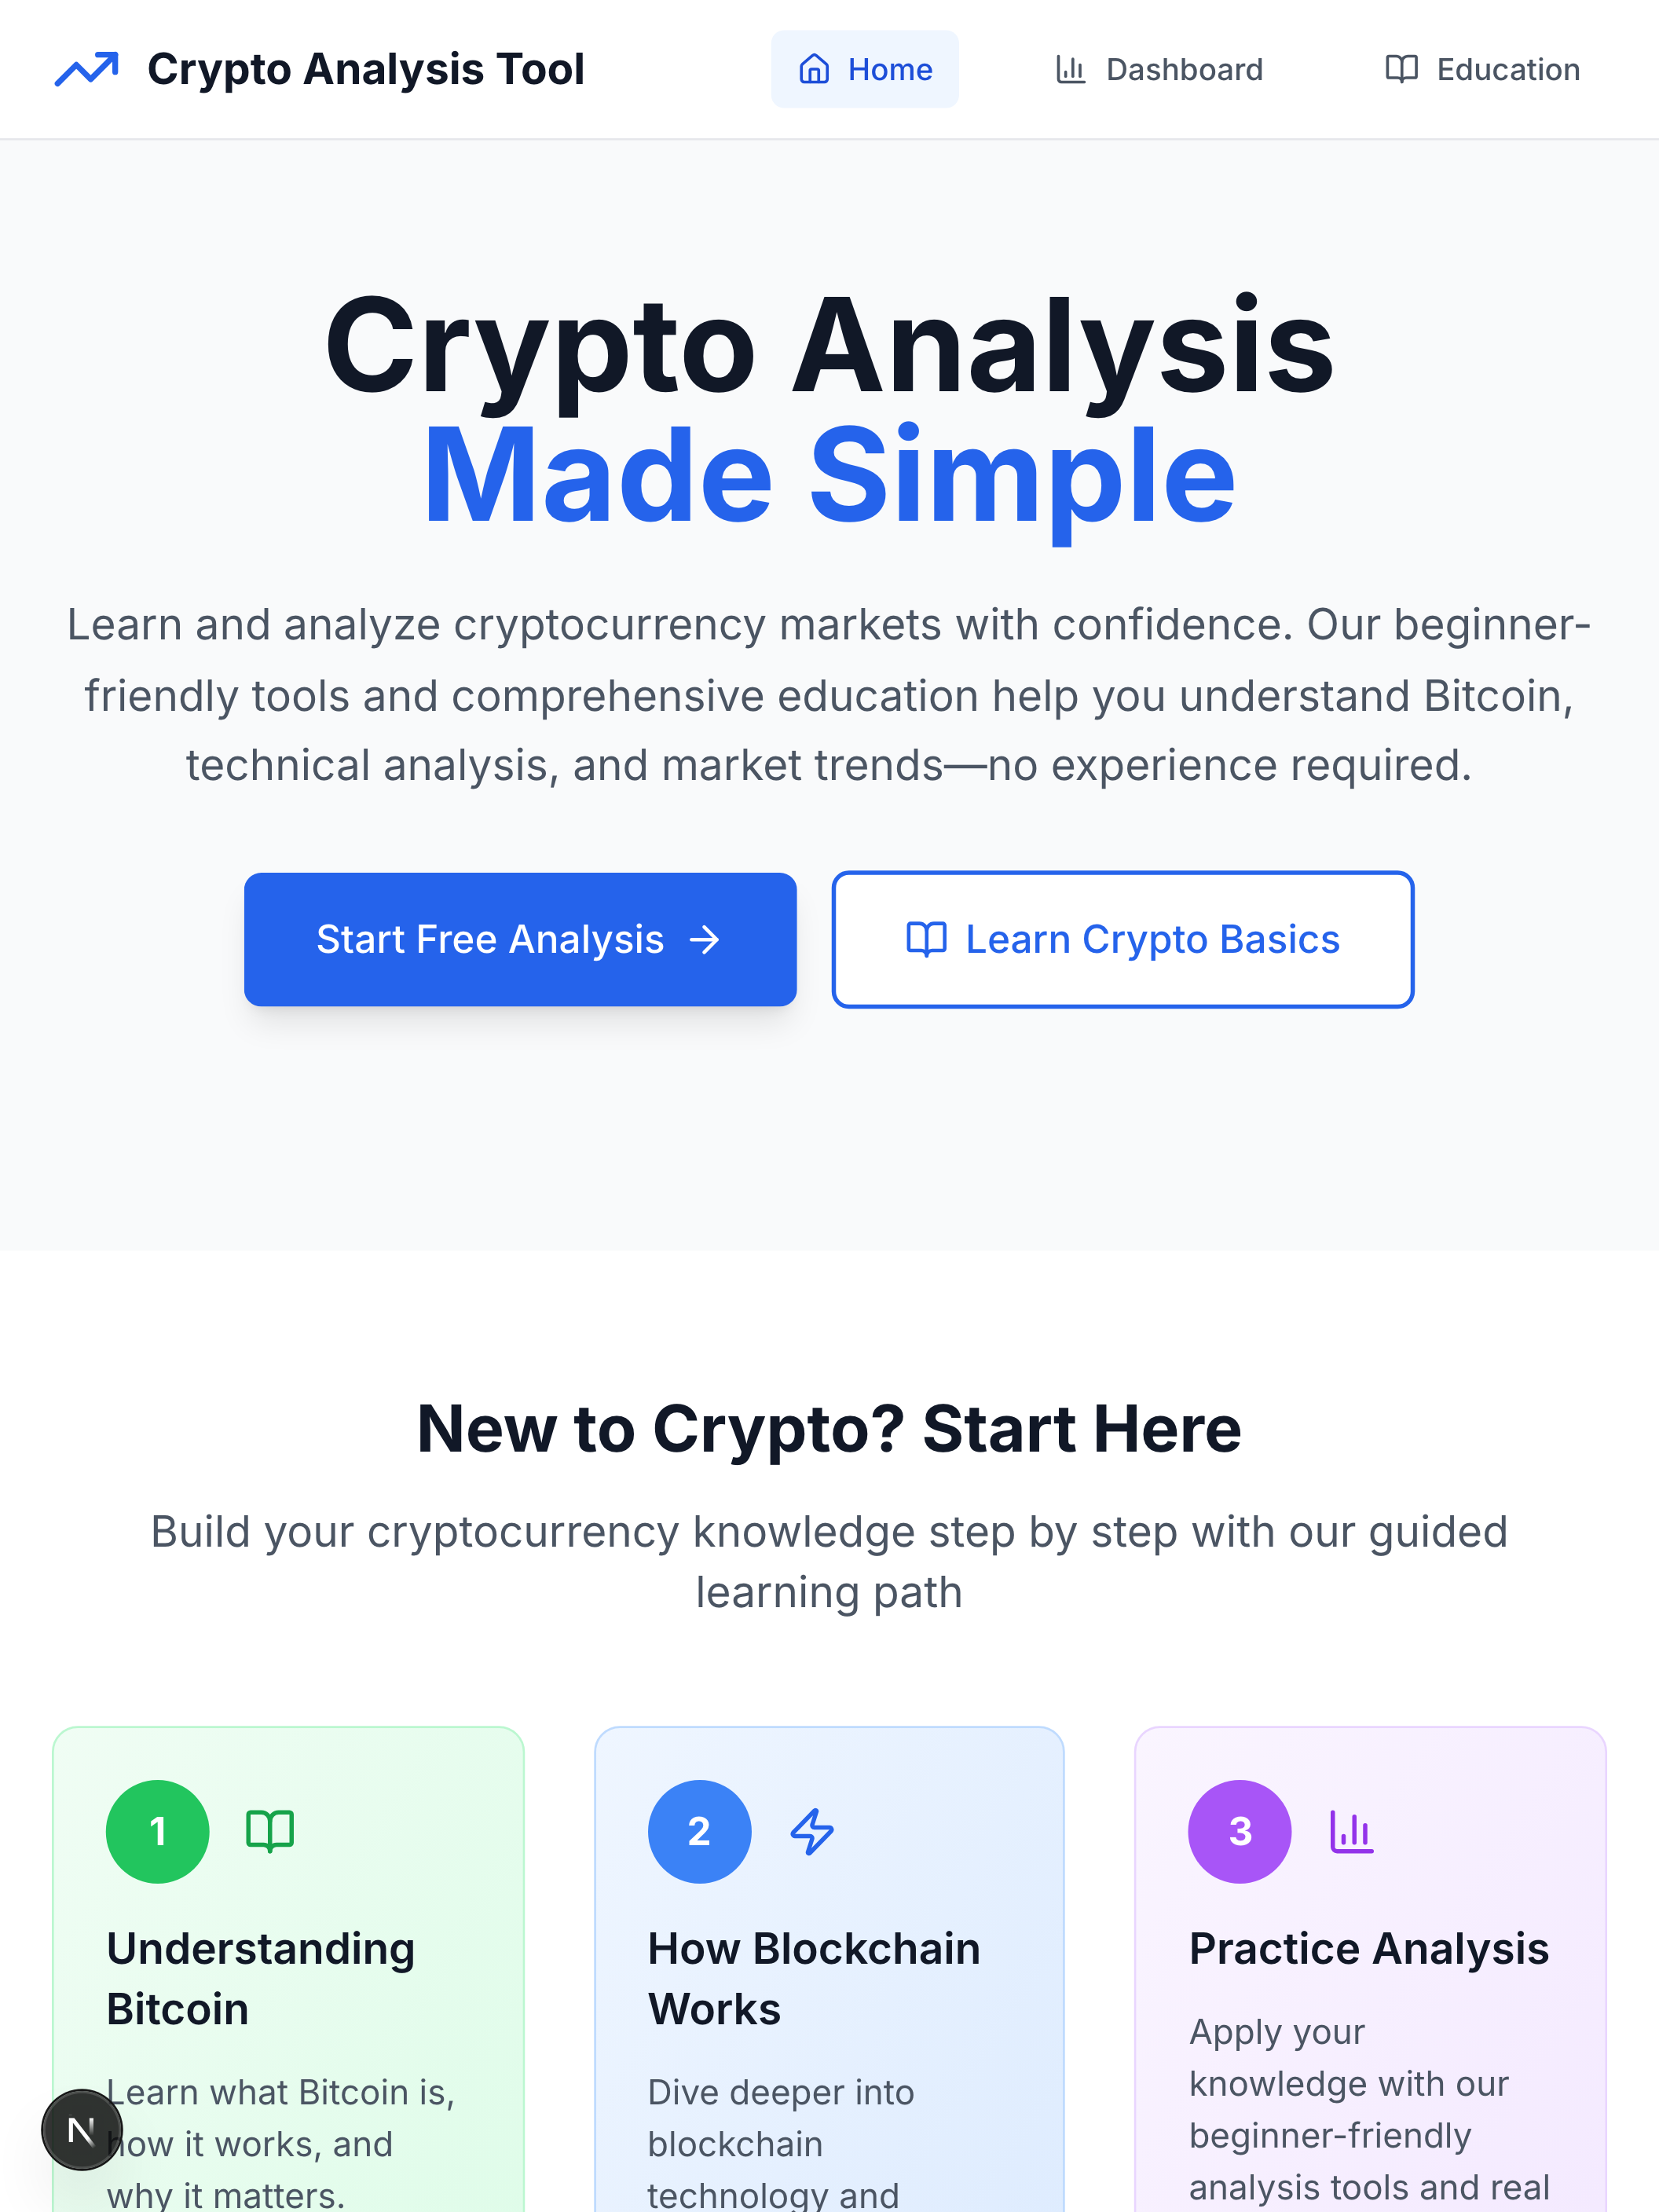 Crypto Analysis Tool
Home
Dashboard
Education
Crypto Analysis
Made Simple
Learn and analyze cryptocurrency markets with confidence. Our beginner-
friendly tools and comprehensive education help you understand Bitcoin,
technical analysis, and market trends—no experience required.
Start Free Analysis
Learn Crypto Basics
New to Crypto? Start Here
Build your cryptocurrency knowledge step by step with our guided
learning path
1
Understanding
Bitcoin
Learn what Bitcoin is,
how it works, and
why it matters.
2
How Blockchain
Works
Dive deeper into
blockchain
technology and
3
Practice Analysis
Apply your
knowledge with our
beginner-friendly
analysis tools and real
N